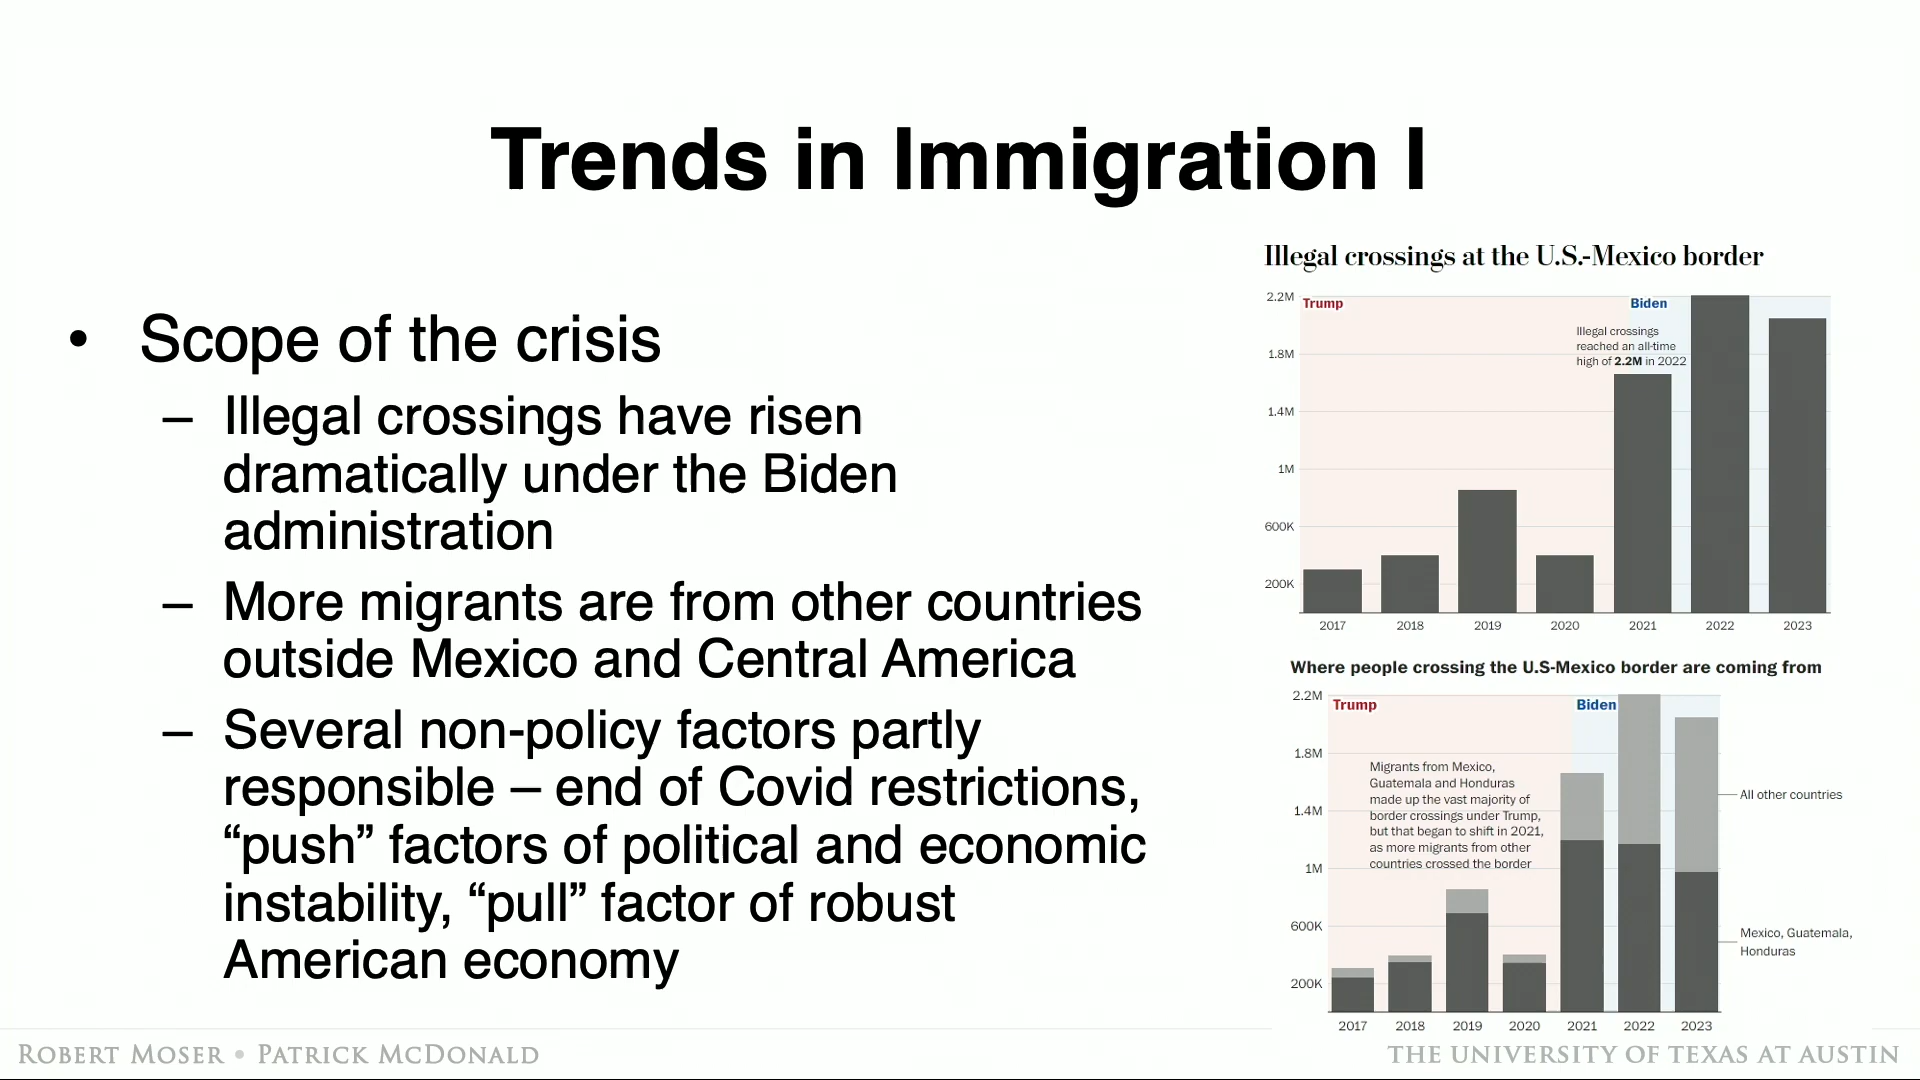 Trends in Immigration I
• Scope of the crisis
– Illegal crossings have risen
dramatically under the Biden
administration
– More migrants are from other countries
outside Mexico and Central America
– Several non-policy factors partly
responsible – end of Covid restrictions,
“push” factors of political and economic
instability, “pull” factor of robust
American economy
Illegal crossings at the U.S.-Mexico border
2.2M
Trump
Biden
Illegal crossings
reached an all-time
high of 2.2M in 2022
1.8M
1.4M
1M
600K
200K
2017 2018 2019 2020 2021 2022 2023
Where people crossing the U.S-Mexico border are coming from
2.2M
Trump
Biden
1.8M
Migrants from Mexico,
Guatemala and Honduras
made up the vast majority of
border crossings under Trump,
but that began to shift in 2021,
as more migrants from other
countries crossed the border
All other countries
1.4M
1M
600K
Mexico, Guatemala,
Honduras
200K
2017 2018 2019 2020 2021 2022 2023
ROBERT MOSER • PATRICK MCDONALD
THE UNIVERSITY OF TEXAS AT AUSTIN